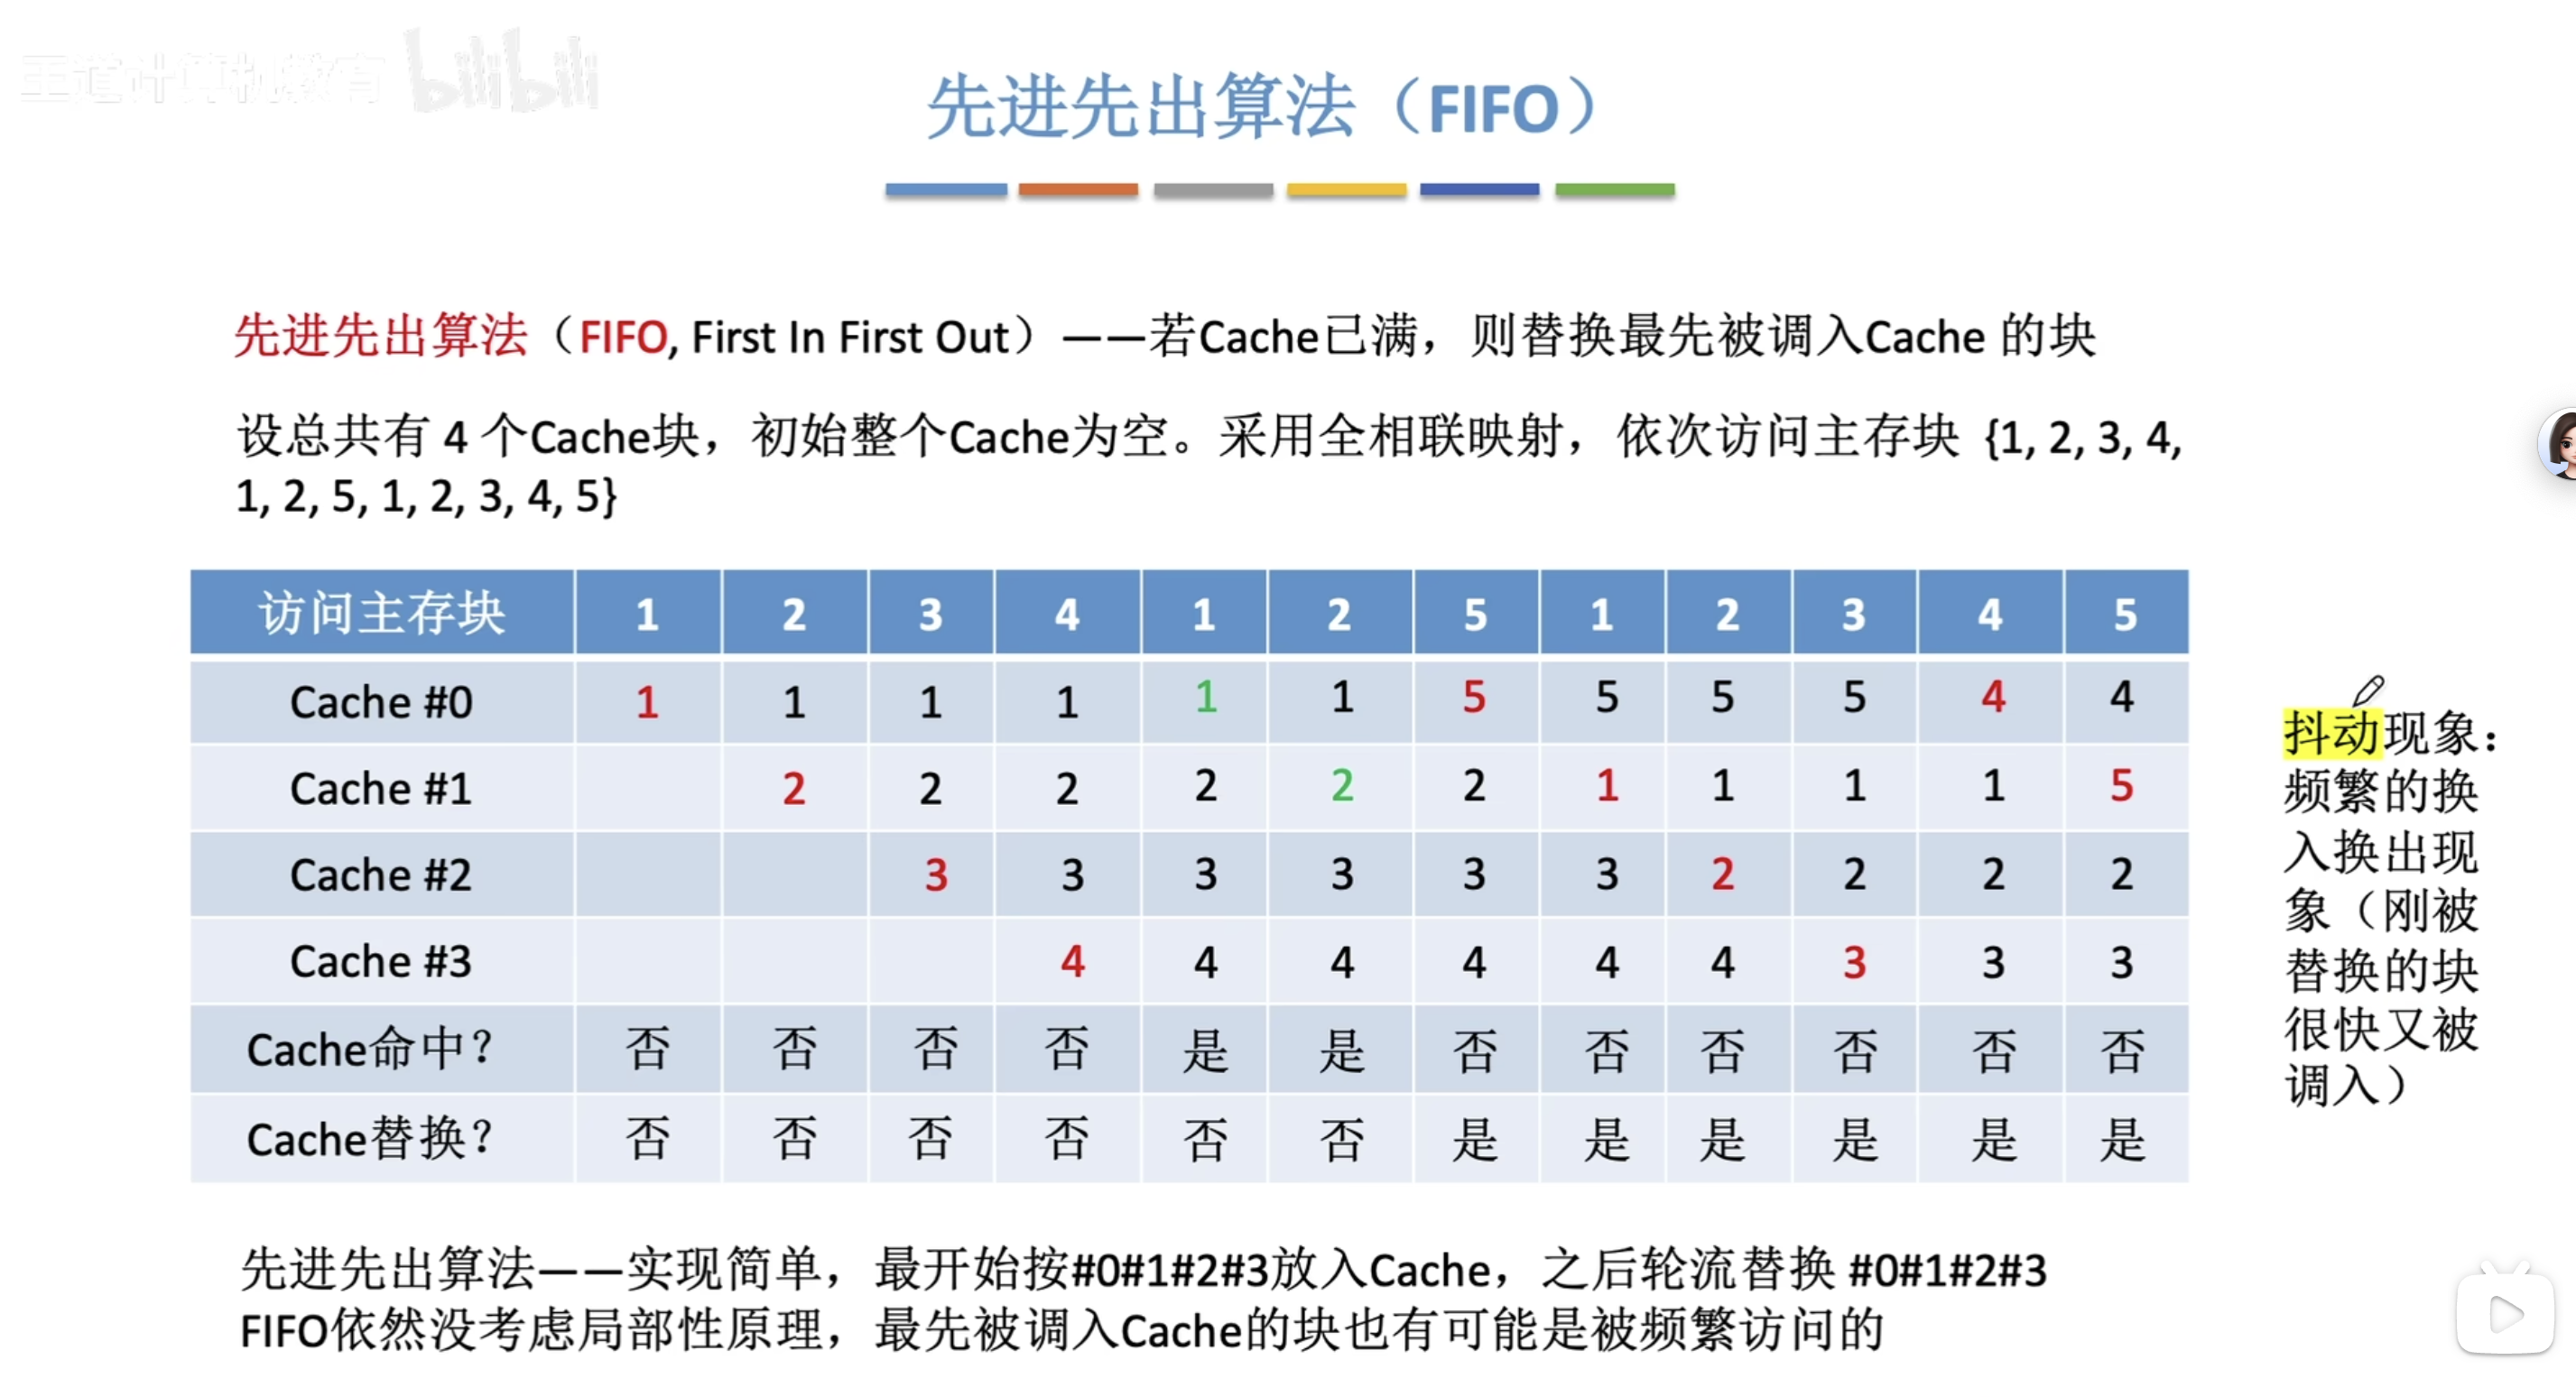 王道计算机教育 bilibili
先进先出算法（FIFO）
先进先出算法（FIFO, First In First Out）——若Cache已满，则替换最先被调入Cache 的块
设总共有 4 个Cache块，初始整个Cache为空。采用全相联映射，依次访问主存块 {1, 2, 3, 4,
1, 2, 5, 1, 2, 3, 4, 5}
访问主存块 1 2 3 4 1 2 5 1 2 3 4 5
Cache #0 1 1 1 1 1 1 5 5 5 5 4 4
Cache #1 2 2 2 2 2 2 1 1 1 1 5
Cache #2 3 3 3 3 3 3 2 2 2 2
Cache #3 4 4 4 4 4 4 3 3 3
Cache命中？ 否 否 否 否 是 是 否 否 否 否 否 否
Cache替换？ 否 否 否 否 否 否 是 是 是 是 是 是
抖动现象：
频繁的换
入换出现
象（刚被
替换的块
很快又被
调入）
先进先出算法——实现简单，最开始按#0#1#2#3放入Cache，之后轮流替换 #0#1#2#3
FIFO依然没考虑局部性原理，最先被调入Cache的块也有可能是被频繁访问的